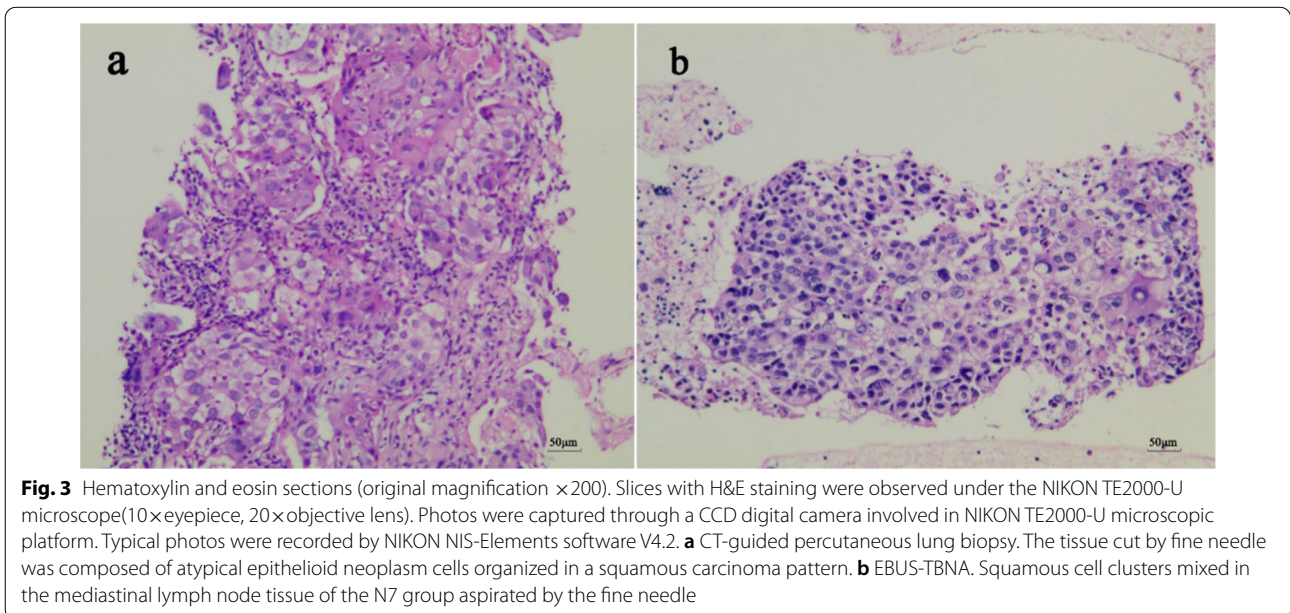 a
b
50μm
50μm
Fig. 3 Hematoxylin and eosin sections (original magnification ×200). Slices with H&E staining were observed under the NIKON TE2000-U
microscope(10×eyepiece, 20×objective lens). Photos were captured through a CCD digital camera involved in NIKON TE2000-U microscopic
platform. Typical photos were recorded by NIKON NIS-Elements software V4.2. a CT-guided percutaneous lung biopsy. The tissue cut by fine needle
was composed of atypical epithelioid neoplasm cells organized in a squamous carcinoma pattern. b EBUS-TBNA. Squamous cell clusters mixed in
the mediastinal lymph node tissue of the N7 group aspirated by the fine needle